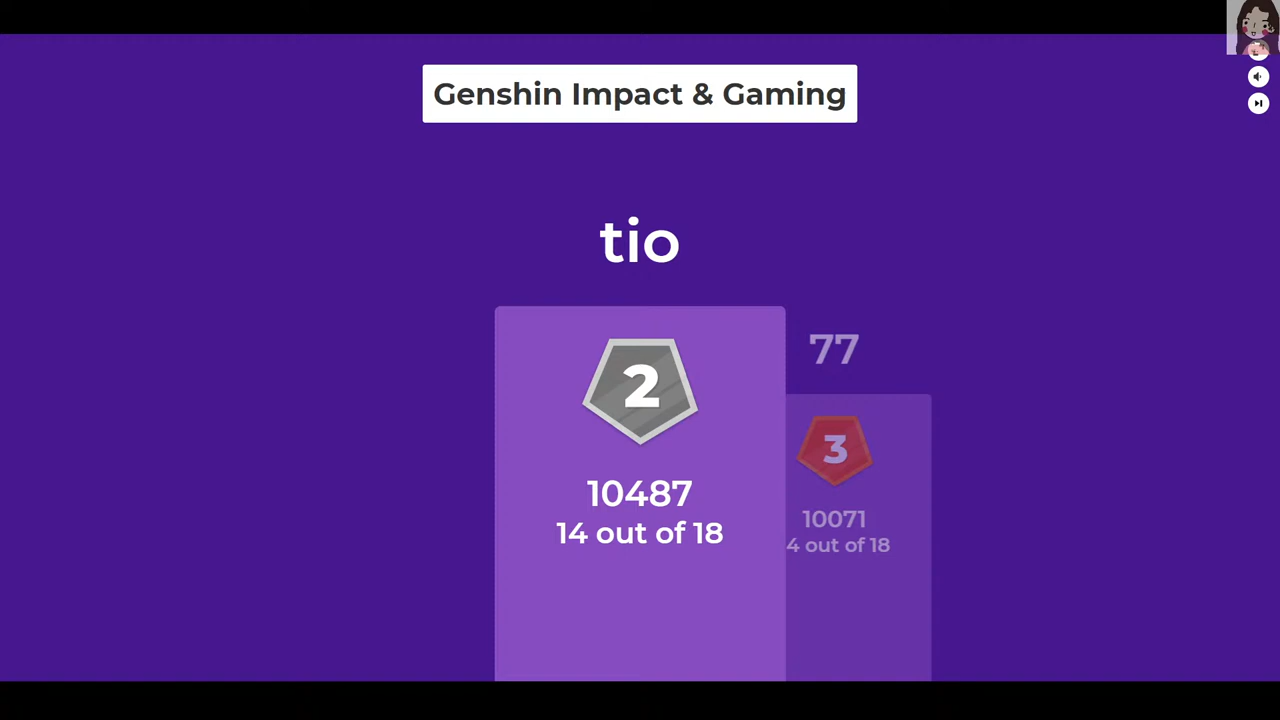 Genshin Impact & Gaming
tio
2
10487
14 out of 18
77
3
10071
4 out of 18